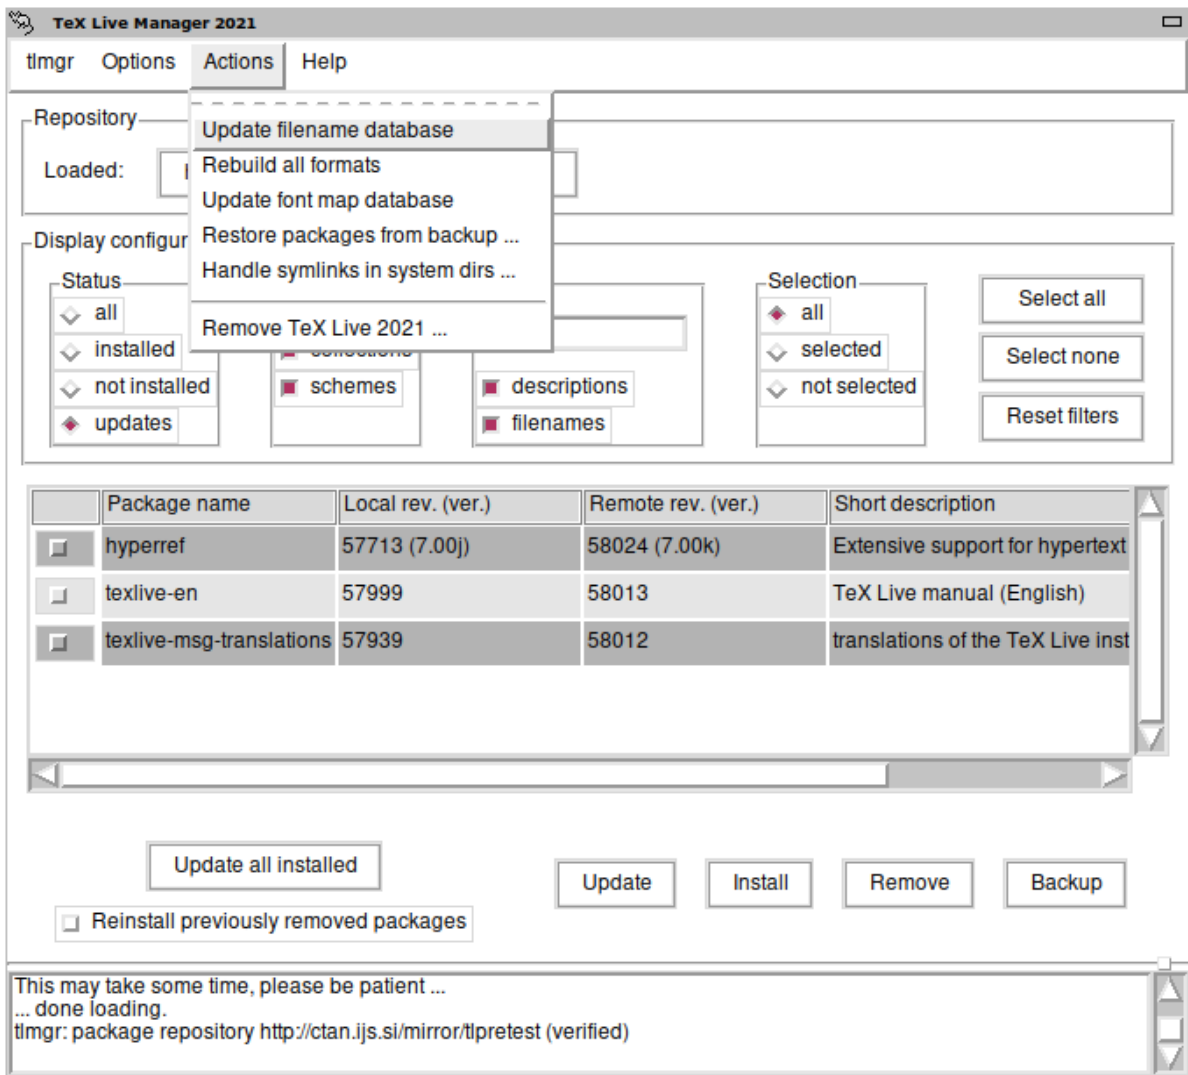 TeX Live Manager 2021
tlmgr Options Actions Help
Repository
Loaded:
Update filename database
Rebuild all formats
Update font map database
Restore packages from backup ...
Handle symlinks in system dirs ...
Remove TeX Live 2021 ...
Display configur
Status
all
installed
not installed
updates
schemes
descriptions
filenames
Selection
all
selected
not selected
Select all
Select none
Reset filters
Package name Local rev. (ver.) Remote rev. (ver.) Short description
hyperref 57713 (7.00j) 58024 (7.00k) Extensive support for hypertext
texlive-en 57999 58013 TeX Live manual (English)
texlive-msg-translations 57939 58012 translations of the TeX Live inst
Update all installed
Reinstall previously removed packages
Update Install Remove Backup
This may take some time, please be patient ...
... done loading.
tlmgr: package repository http://ctan.ijs.si/mirror/tlpretest (verified)